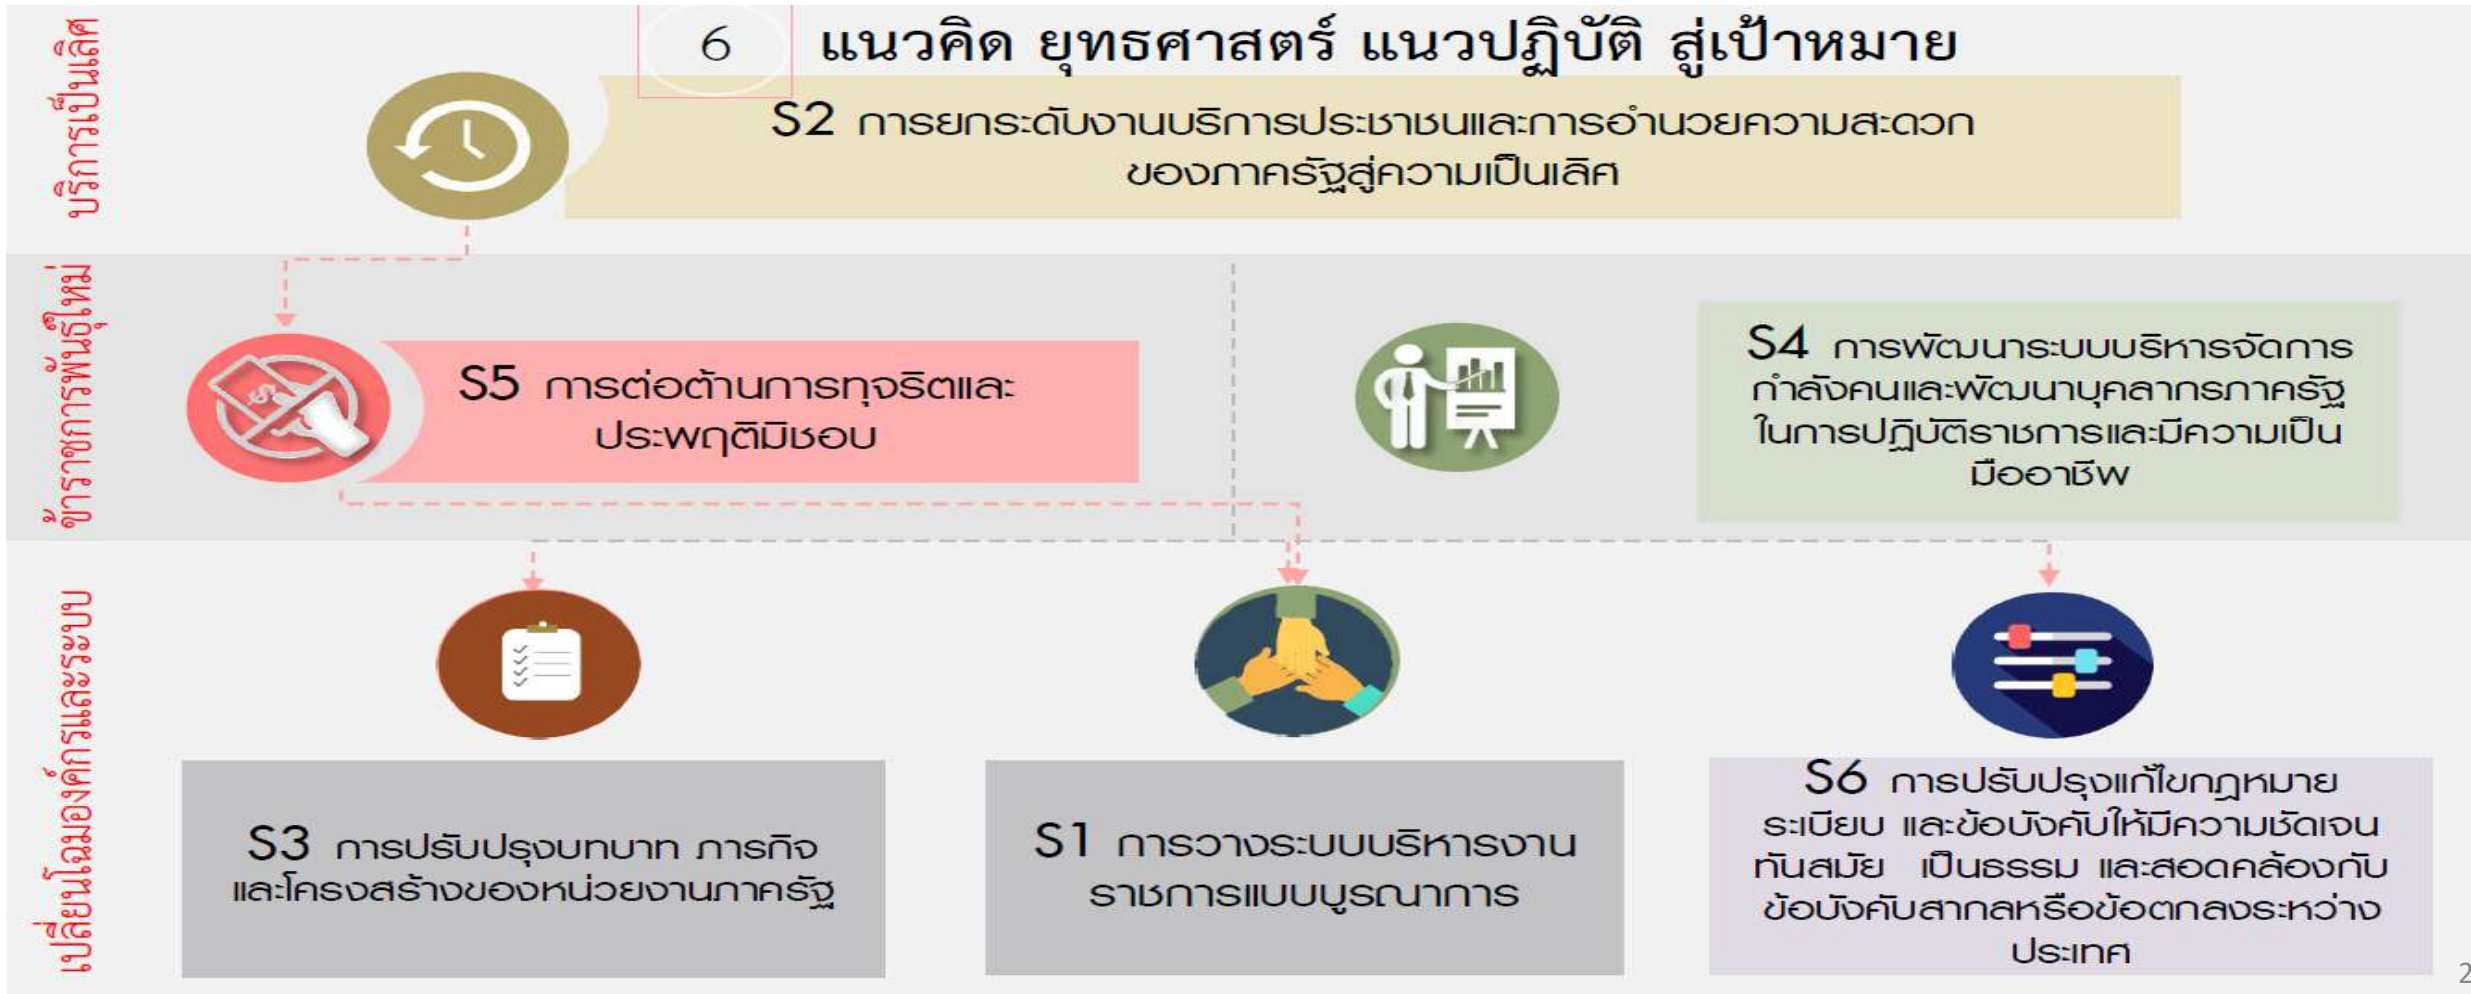 6 แนวคิด ยุทธศาสตร์ แนวปฏิบัติ สู่เป้าหมาย
บริการเป็นเลิศ
S2 การยกระดับงานบริการประชาชนและการอำนวยความสะดวก
ของภาครัฐสู่ความเป็นเลิศ
ข้าราชการพันธุ์ใหม่
S5 การต่อต้านการทุจริตและ
ประพฤติมิชอบ
S4 การพัฒนาระบบบริหารจัดการ
กำลังคนและพัฒนาบุคลากรภาครัฐ
ในการปฏิบัติราชการและมีความเป็น
มืออาชีพ
เปลี่ยนโฉมองค์กรและระบบ
S3 การปรับปรุงบทบาท ภารกิจ
และโครงสร้างของหน่วยงานภาครัฐ
S1 การวางระบบบริหารงาน
ราชการแบบบูรณาการ
S6 การปรับปรุงแก้ไขกฎหมาย
ระเบียบ และข้อบังคับให้มีความชัดเจน
ทันสมัย เป็นธรรม และสอดคล้องกับ
ข้อบังคับสากลหรือข้อตกลงระหว่าง
ประเทศ
2